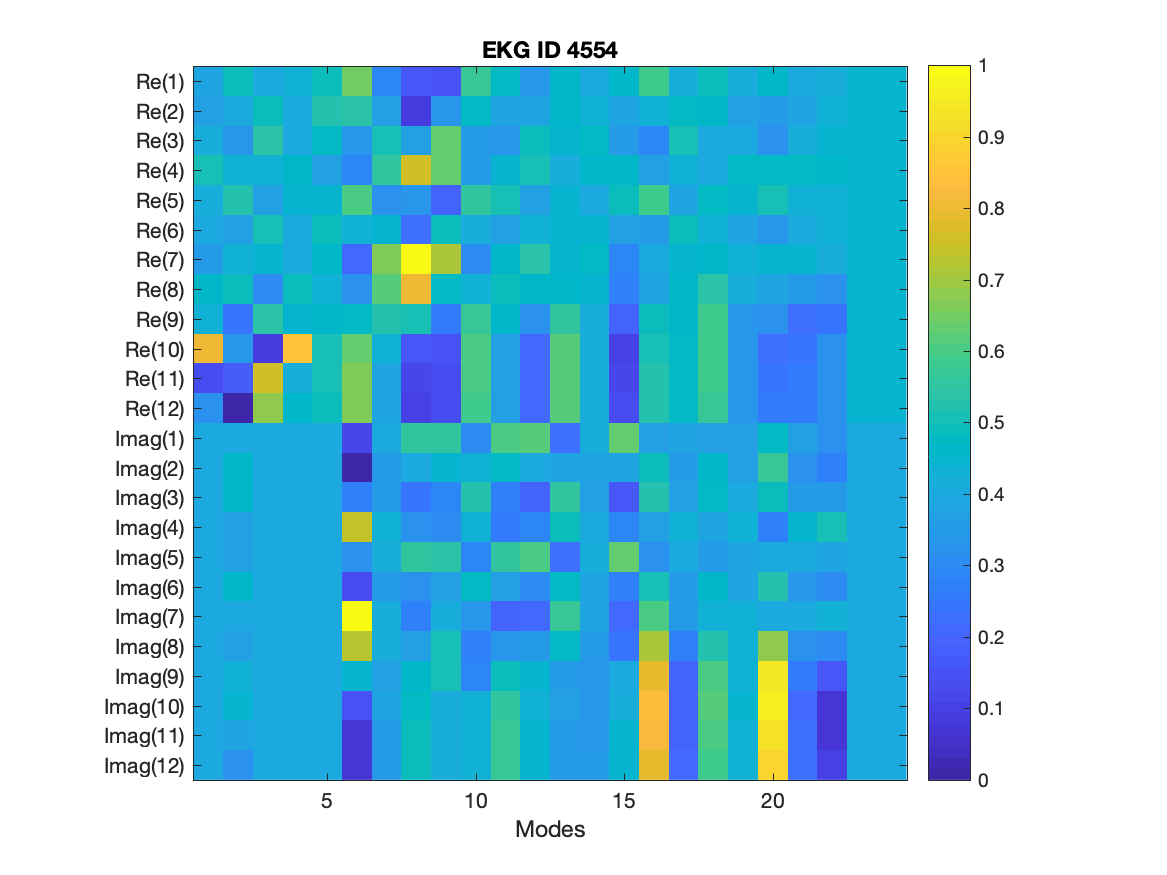 EKG ID 4554
Re(1)
Re(2)
Re(3)
Re(4)
Re(5)
Re(6)
Re(7)
Re(8)
Re(9)
Re(10)
Re(11)
Re(12)
Imag(1)
Imag(2)
Imag(3)
Imag(4)
Imag(5)
Imag(6)
Imag(7)
Imag(8)
Imag(9)
Imag(10)
Imag(11)
Imag(12)
5 10 15 20
Modes
1
0.9
0.8
0.7
0.6
0.5
0.4
0.3
0.2
0.1
0